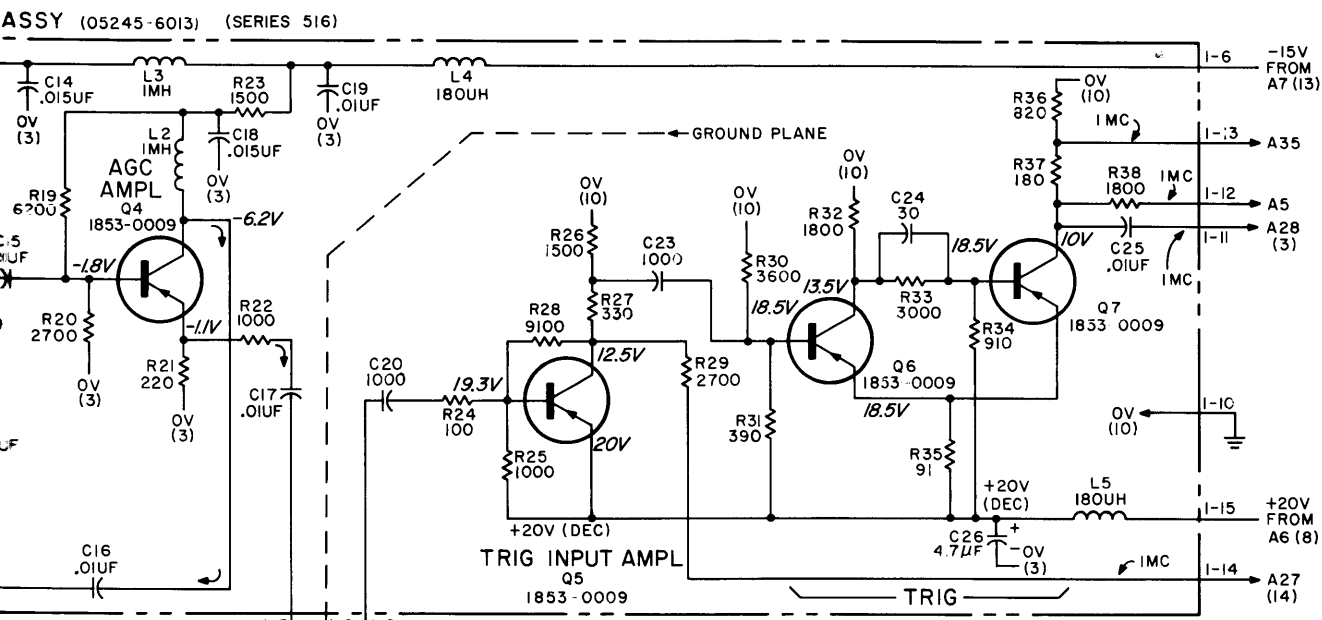 ASSY (05245-6013) (SERIES 516)
C14
.015UF
0V
(3)
L3
1MH
R23
1500
C19
.01UF
0V
(3)
L4
180UH
1-6
-15V
FROM
A7 (13)
L2
1MH
C18
.015UF
0V
(3)
AGC
AMPL
Q4
1853-0009
R19
6200
-6.2V
-1.8V
R20
2700
0V
(3)
-1.1V
R22
1000
R21
220
0V
(3)
C17
.01UF
C16
.01UF
GROUND PLANE
0V
(10)
R26
1500
C23
1000
R27
330
R28
9100
12.5V
C20
1000
19.3V
R24
100
R25
1000
20V
+20V (DEC)
TRIG INPUT AMPL
Q5
1853-0009
R29
2700
0V
(10)
R30
3600
18.5V
R31
390
0V
(10)
R32
1800
13.5V
C24
30
R33
3000
18.5V
Q6
1853-0009
18.5V
R34
910
R35
91
0V
(10)
R36
820
R37
180
1MC
1-13
A35
R38
1800
1MC
1-12
A5
10V
C25
.01UF
1-11
A28
(3)
1MC
Q7
1853-0009
0V
(10)
1-10
+20V
(DEC)
L5
180UH
1-15
+20V
FROM
A6 (8)
C26
4.7µF
+
-0V
(3)
1MC
1-14
A27
(14)
TRIG